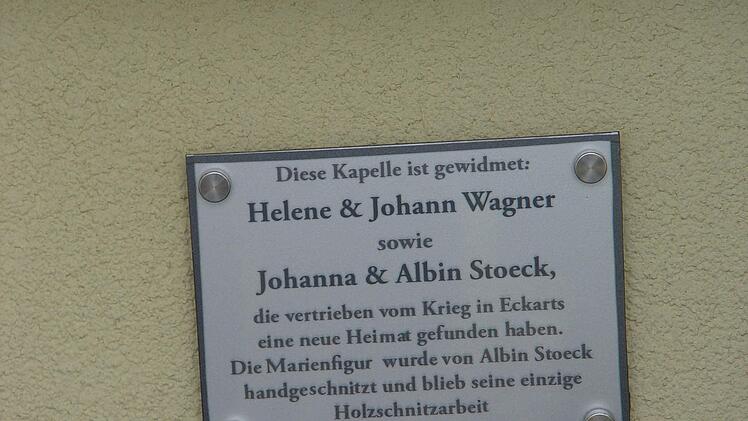 Diese Kapelle ist gewidmet:
Helene & Johann Wagner
sowie
Johanna & Albin Stoeck,
die vertrieben vom Krieg in Eckarts
eine neue Heimat gefunden haben.
Die Marienfigur wurde von Albin Stoeck
handgeschnitzt und blieb seine einzige
Holzschnitzarbeit